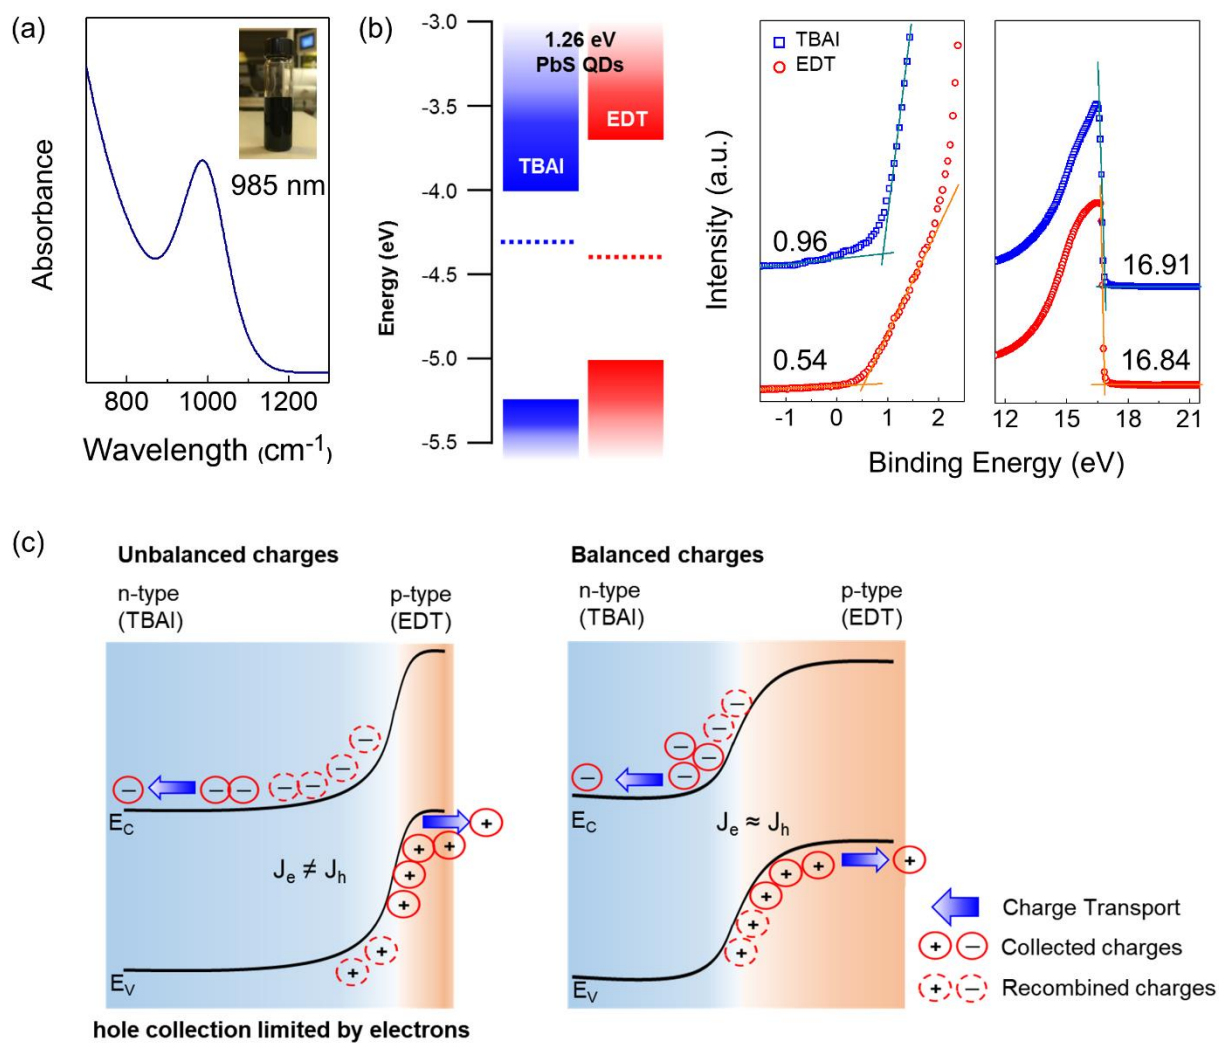 (a)
985 nm
Absorbance
800 1000 1200
Wavelength (cm-1)
(b)
-3.0
-3.5
-4.0
-4.5
-5.0
-5.5
Energy (eV)
1.26 eV
PbS QDs
EDT
TBAI
TBAI
EDT
Intensity (a.u.)
0.96
0.54
-1 0 1 2
16.91
16.84
12 15 18 21
Binding Energy (eV)
(c)
Unbalanced charges
n-type
(TBAI)
p-type
(EDT)
EC
Je ≠ Jh
EV
hole collection limited by electrons
Balanced charges
n-type
(TBAI)
p-type
(EDT)
EC
Je ≈ Jh
EV
Charge Transport
Collected charges
Recombined charges